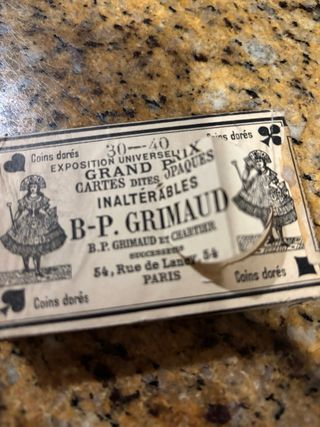 Coins dorés
30—40
Coins dorés
EXPOSITION UNIVERSEL
GRAND PRIX
CARTES DITES OPAQUES
INALTÉRABLES
B-P. GRIMAUD
B.P. GRIMAUD ET CHARTIER
SUCCESSEURS
54, Rue de Lancry, 54
PARIS
Coins dorés
Coins dorés